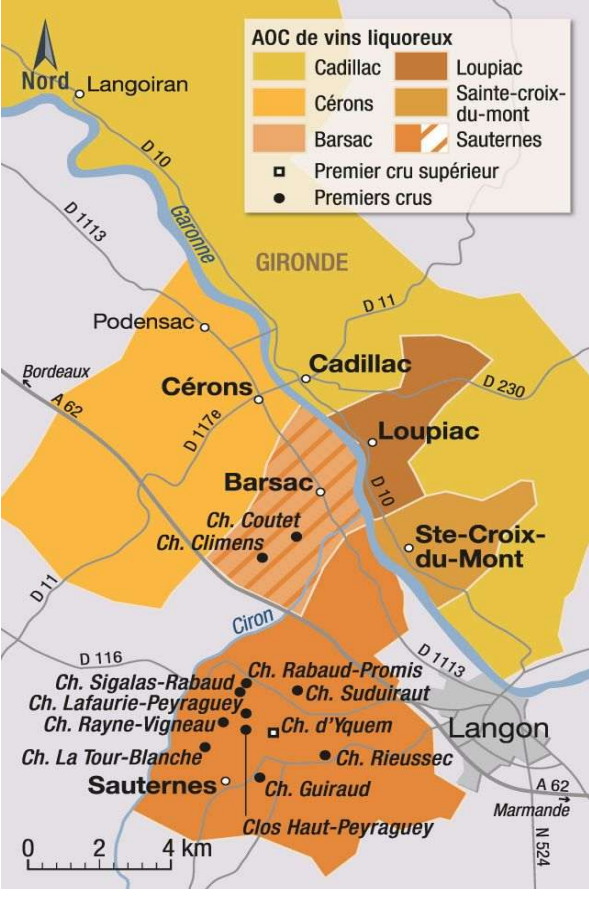 AOC de vins liquoreux
Cadillac
Cérons
Barsac
Loupiac
Sainte-croix-
du-mont
Sauternes
Premier cru supérieur
Premiers crus
Nord
Langoiran
D 10
D 1113
Garonne
GIRONDE
D 11
Podensac
Bordeaux
A 62
Cadillac
D 230
Cérons
D 117e
Loupiac
Barsac
D 10
Ch. Coutet
Ch. Climens
Ste-Croix-
du-Mont
D 11
Ciron
D 116
D 1113
Ch. Rabaud-Promis
Ch. Sigalas-Rabaud
Ch. Suduiraut
Ch. Lafaurie-Peyraguey
Ch. Rayne-Vigneau
Ch. d'Yquem
Langon
Ch. La Tour-Blanche
Ch. Rieussec
Sauternes
Ch. Guiraud
A 62
Marmande
Clos Haut-Peyraguey
N 524
0 2 4 km